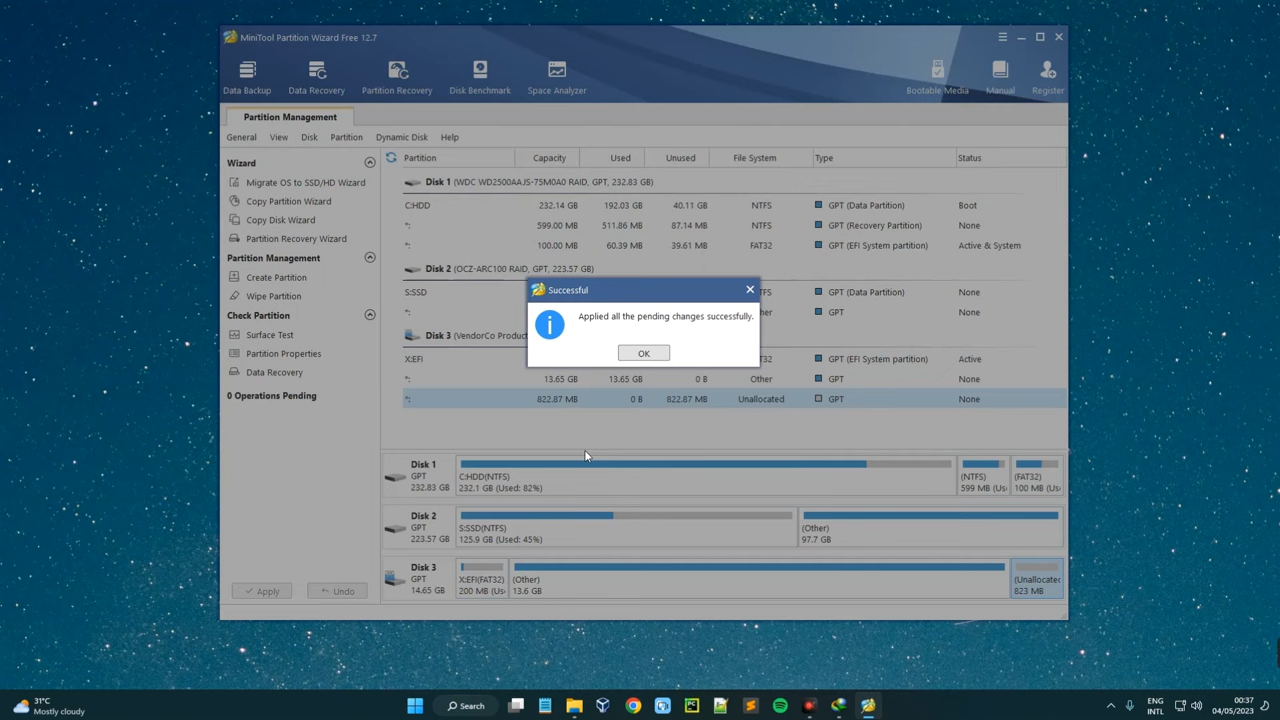 MiniTool Partition Wizard Free 12.7
Data Backup
Data Recovery
Partition Recovery
Disk Benchmark
Space Analyzer
Bootable Media
Manual
Register
Partition Management
General View Disk Partition Dynamic Disk Help
Wizard
Migrate OS to SSD/HD Wizard
Copy Partition Wizard
Copy Disk Wizard
Partition Recovery Wizard
Partition Management
Create Partition
Wipe Partition
Check Partition
Surface Test
Partition Properties
Data Recovery
0 Operations Pending
Apply
Undo
Partition Capacity Used Unused File System Type Status
Disk 1 (WDC WD2500AAJS-75M0A0 RAID, GPT, 232.83 GB)
C:HDD 232.14 GB 192.03 GB 40.11 GB NTFS GPT (Data Partition) Boot
*: 599.00 MB 511.86 MB 87.14 MB NTFS GPT (Recovery Partition) None
*: 100.00 MB 60.39 MB 39.61 MB FAT32 GPT (EFI System partition) Active & System
Disk 2 (OCZ-ARC100 RAID, GPT, 223.57 GB)
S:SSD GPT (Data Partition) None
*: GPT None
Disk 3 (VendorCo Product
X:EFI GPT (EFI System partition) Active
*: 13.65 GB 13.65 GB 0 B Other GPT None
*: 822.87 MB 0 B 822.87 MB Unallocated GPT None
Successful
Applied all the pending changes successfully.
OK
Disk 1
GPT
232.83 GB
C:HDD(NTFS)
232.1 GB (Used: 82%)
(NTFS)
599 MB (Us
(FAT32)
100 MB (Us
Disk 2
GPT
223.57 GB
S:SSD(NTFS)
125.9 GB (Used: 45%)
(Other)
97.7 GB
Disk 3
GPT
14.65 GB
X:EFI(FAT32)
200 MB (Us
(Other)
13.6 GB
(Unallocated
823 MB
31°C
Mostly cloudy
Search
ENG
INTL
00:37
04/05/2023